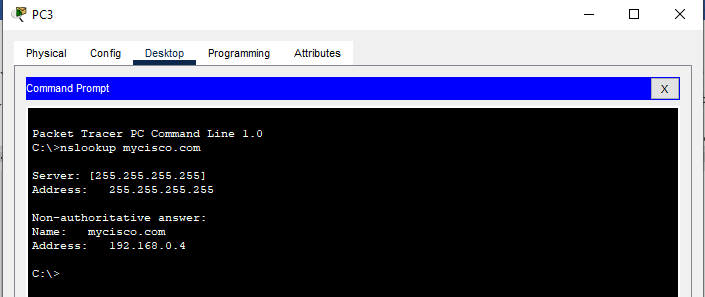 PC3
Physical Config Desktop Programming Attributes
Command Prompt
X
Packet Tracer PC Command Line 1.0
C:\>nslookup mycisco.com
Server: [255.255.255.255]
Address: 255.255.255.255
Non-authoritative answer:
Name: mycisco.com
Address: 192.168.0.4
C:\>